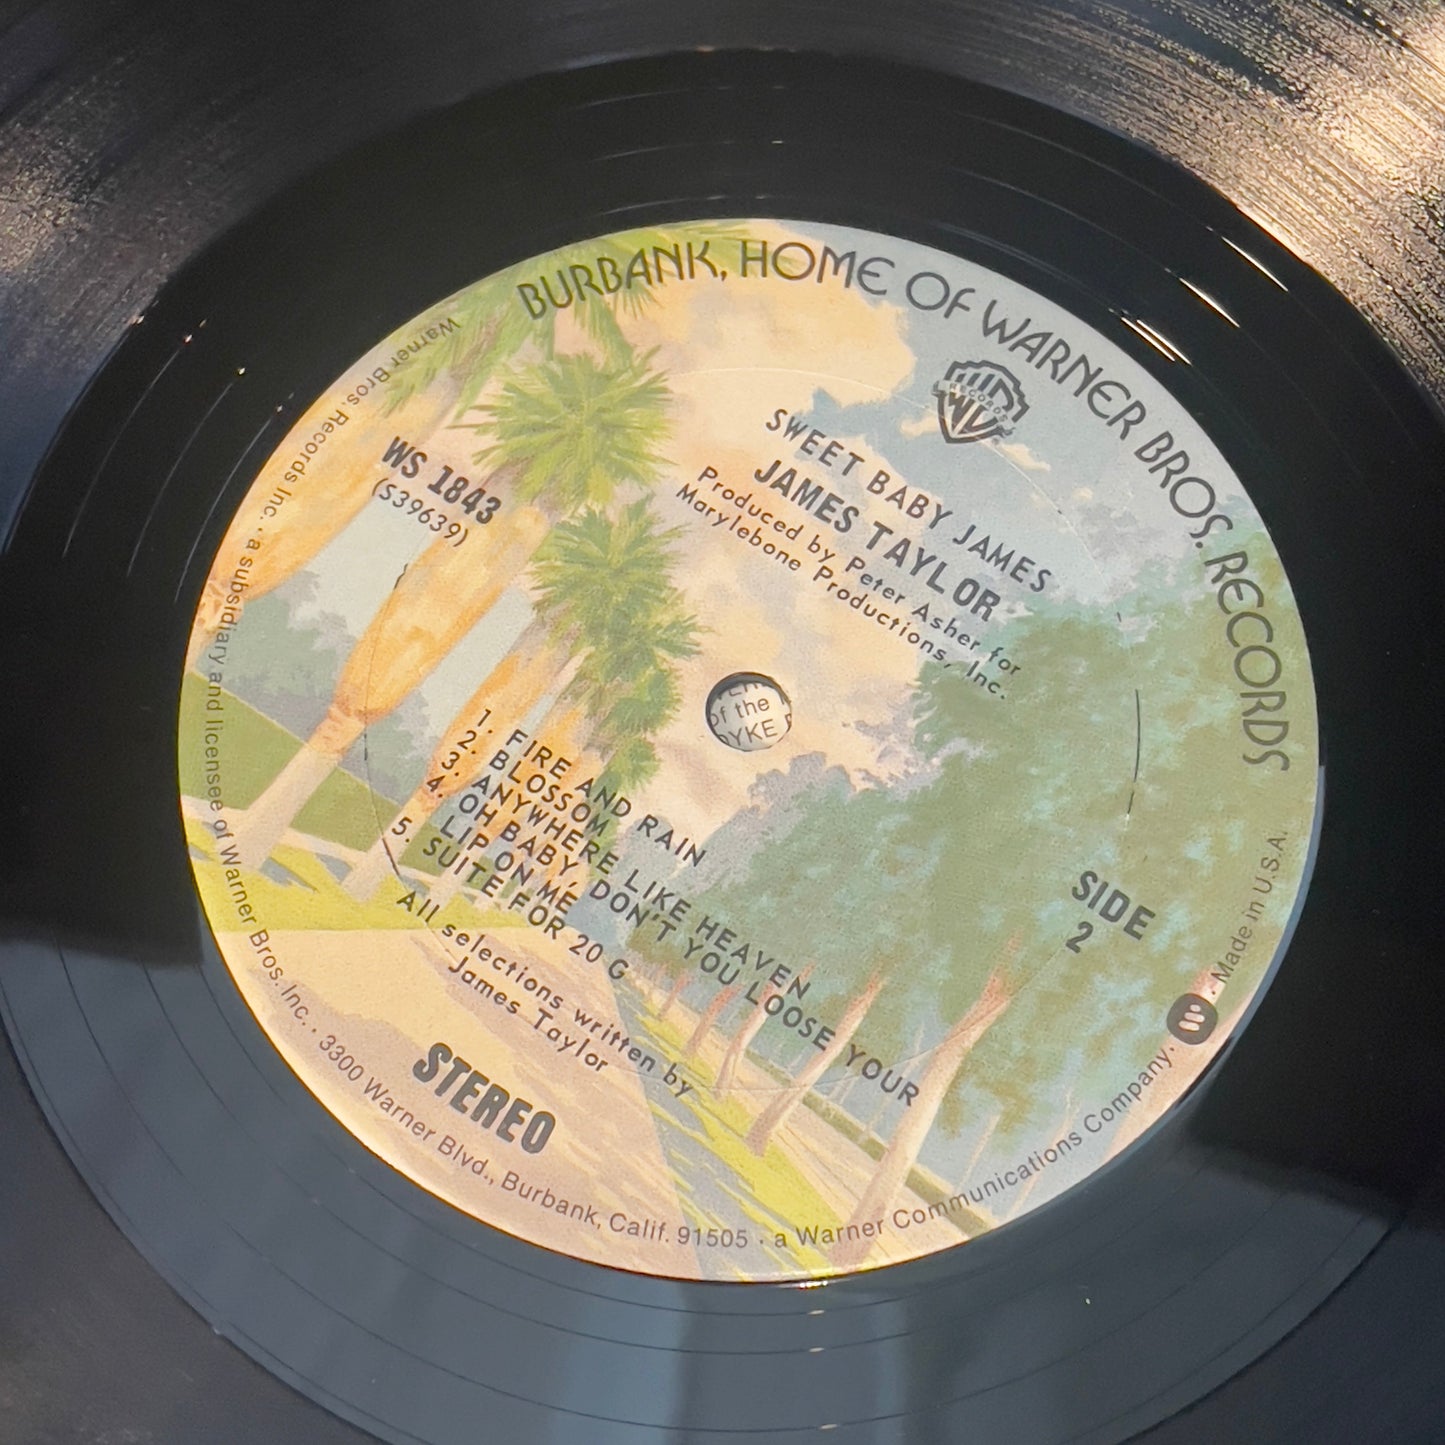 BURBANK, HOME OF WARNER BROS. RECORDS
RECORDS
SWEET BABY JAMES
JAMES TAYLOR
Produced by Peter Asher for
Marylebone Productions, Inc.
WS 1843
(S39639)
of the
1. FIRE AND RAIN
2. BLOSSOM
3. ANYWHERE LIKE HEAVEN
4. OH BABY, DON'T YOU LOOSE YOUR
LIP ON ME
5. SUITE FOR 20 G
All selections written by
James Taylor
SIDE
2
STEREO
Warner Bros. Records Inc. · a subsidiary and licensee of Warner Bros. Inc. · 3300 Warner Blvd., Burbank, Calif. 91505 · a Warner Communications Company · Made in U.S.A.